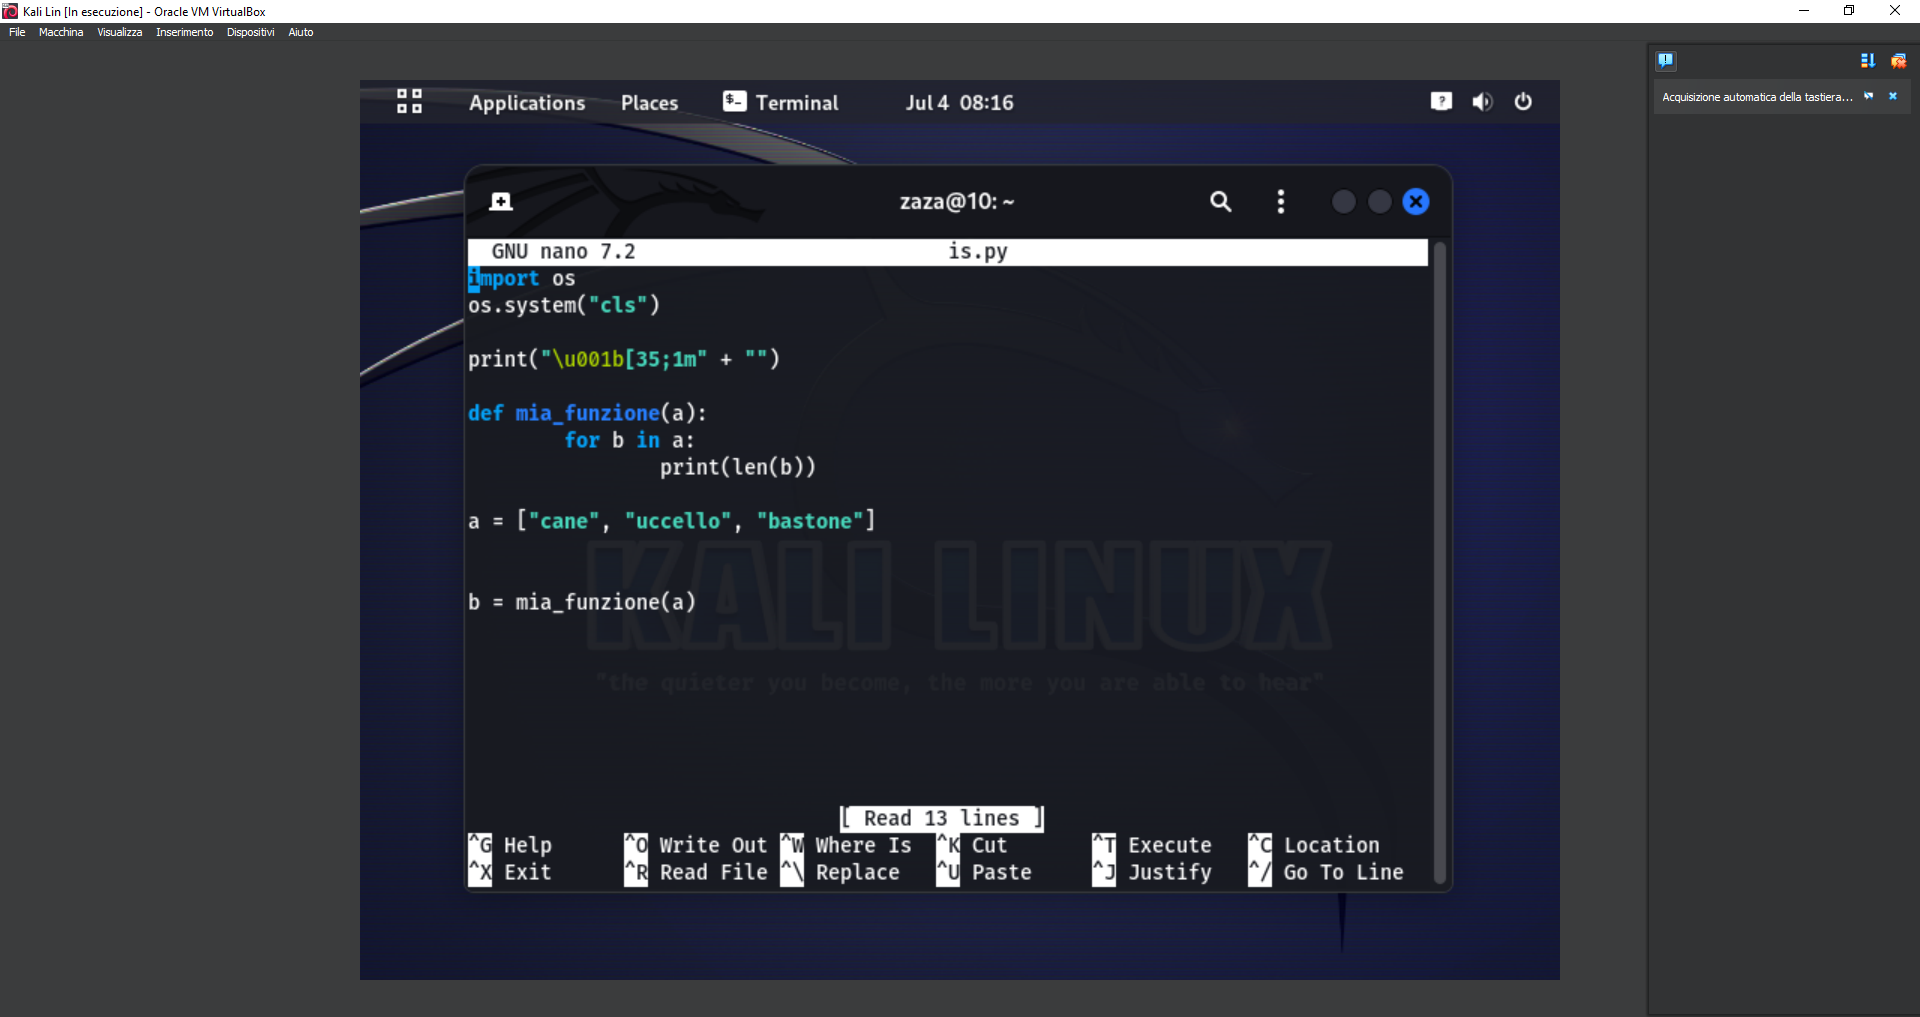 Kali Lin [In esecuzione] - Oracle VM VirtualBox
File Macchina Visualizza Inserimento Dispositivi Aiuto
Acquisizione automatica della tastiera...
Applications Places Terminal Jul 4 08:16
zaza@10: ~
GNU nano 7.2 is.py
import os
os.system("cls")
print("\u001b[35;1m" + "")
def mia_funzione(a):
        for b in a:
                print(len(b))
a = ["cane", "uccello", "bastone"]
b = mia_funzione(a)
KALI LINUX
"the quieter you become, the more you are able to hear"
[ Read 13 lines ]
^G Help ^O Write Out ^W Where Is ^K Cut ^T Execute ^C Location
^X Exit ^R Read File ^\ Replace ^U Paste ^J Justify ^/ Go To Line